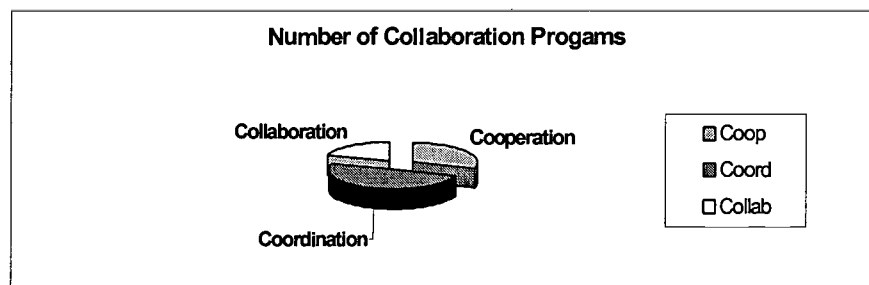 Number of Collaboration Progams
Collaboration
Cooperation
Coordination
Coop
Coord
Collab